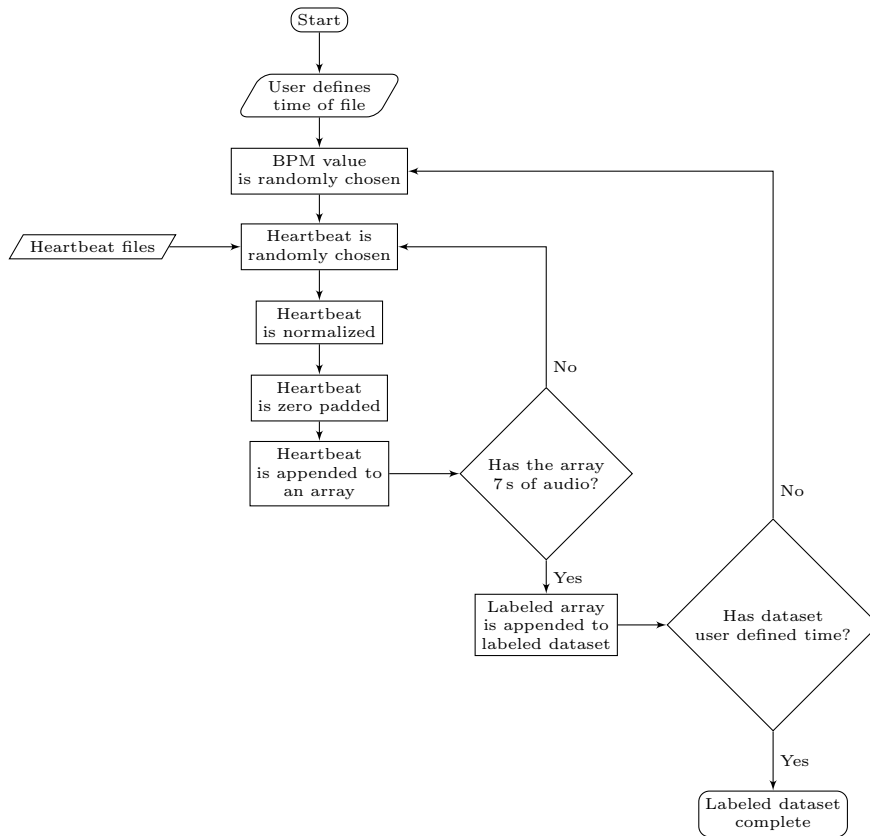 Start
User defines
time of file
BPM value
is randomly chosen
Heartbeat files
Heartbeat is
randomly chosen
Heartbeat
is normalized
No
Heartbeat
is zero padded
Heartbeat
is appended to
an array
Has the array
7 s of audio?
No
Yes
Labeled array
is appended to
labeled dataset
Has dataset
user defined time?
Yes
Labeled dataset
complete